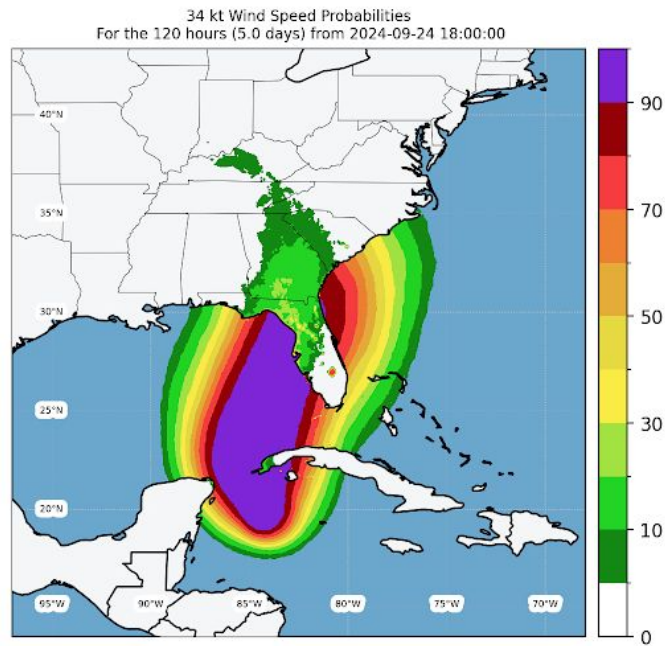 34 kt Wind Speed Probabilities
For the 120 hours (5.0 days) from 2024-09-24 18:00:00
40°N
35°N
30°N
25°N
20°N
95°W 90°W 85°W 80°W 75°W 70°W
90
70
50
30
10
0